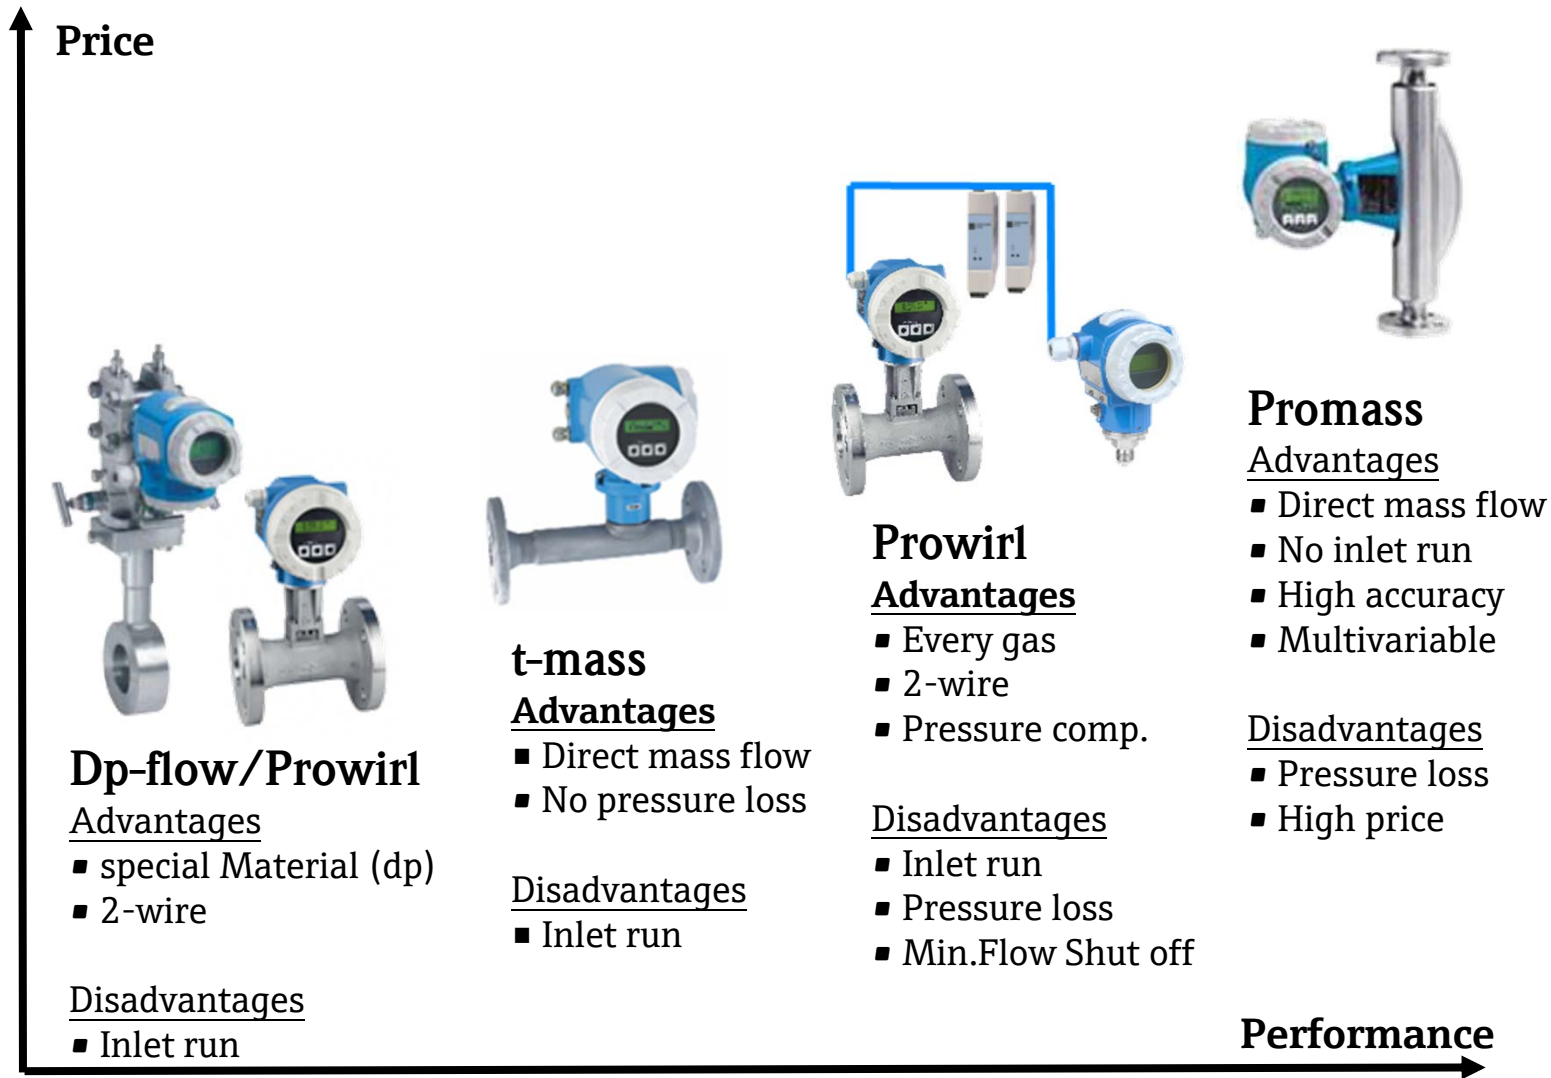 Price
Dp-flow/Prowirl
Advantages
▪ special Material (dp)
▪ 2-wire
Disadvantages
▪ Inlet run
t-mass
Advantages
▪ Direct mass flow
▪ No pressure loss
Disadvantages
▪ Inlet run
Prowirl
Advantages
▪ Every gas
▪ 2-wire
▪ Pressure comp.
Disadvantages
▪ Inlet run
▪ Pressure loss
▪ Min.Flow Shut off
Promass
Advantages
▪ Direct mass flow
▪ No inlet run
▪ High accuracy
▪ Multivariable
Disadvantages
▪ Pressure loss
▪ High price
Performance